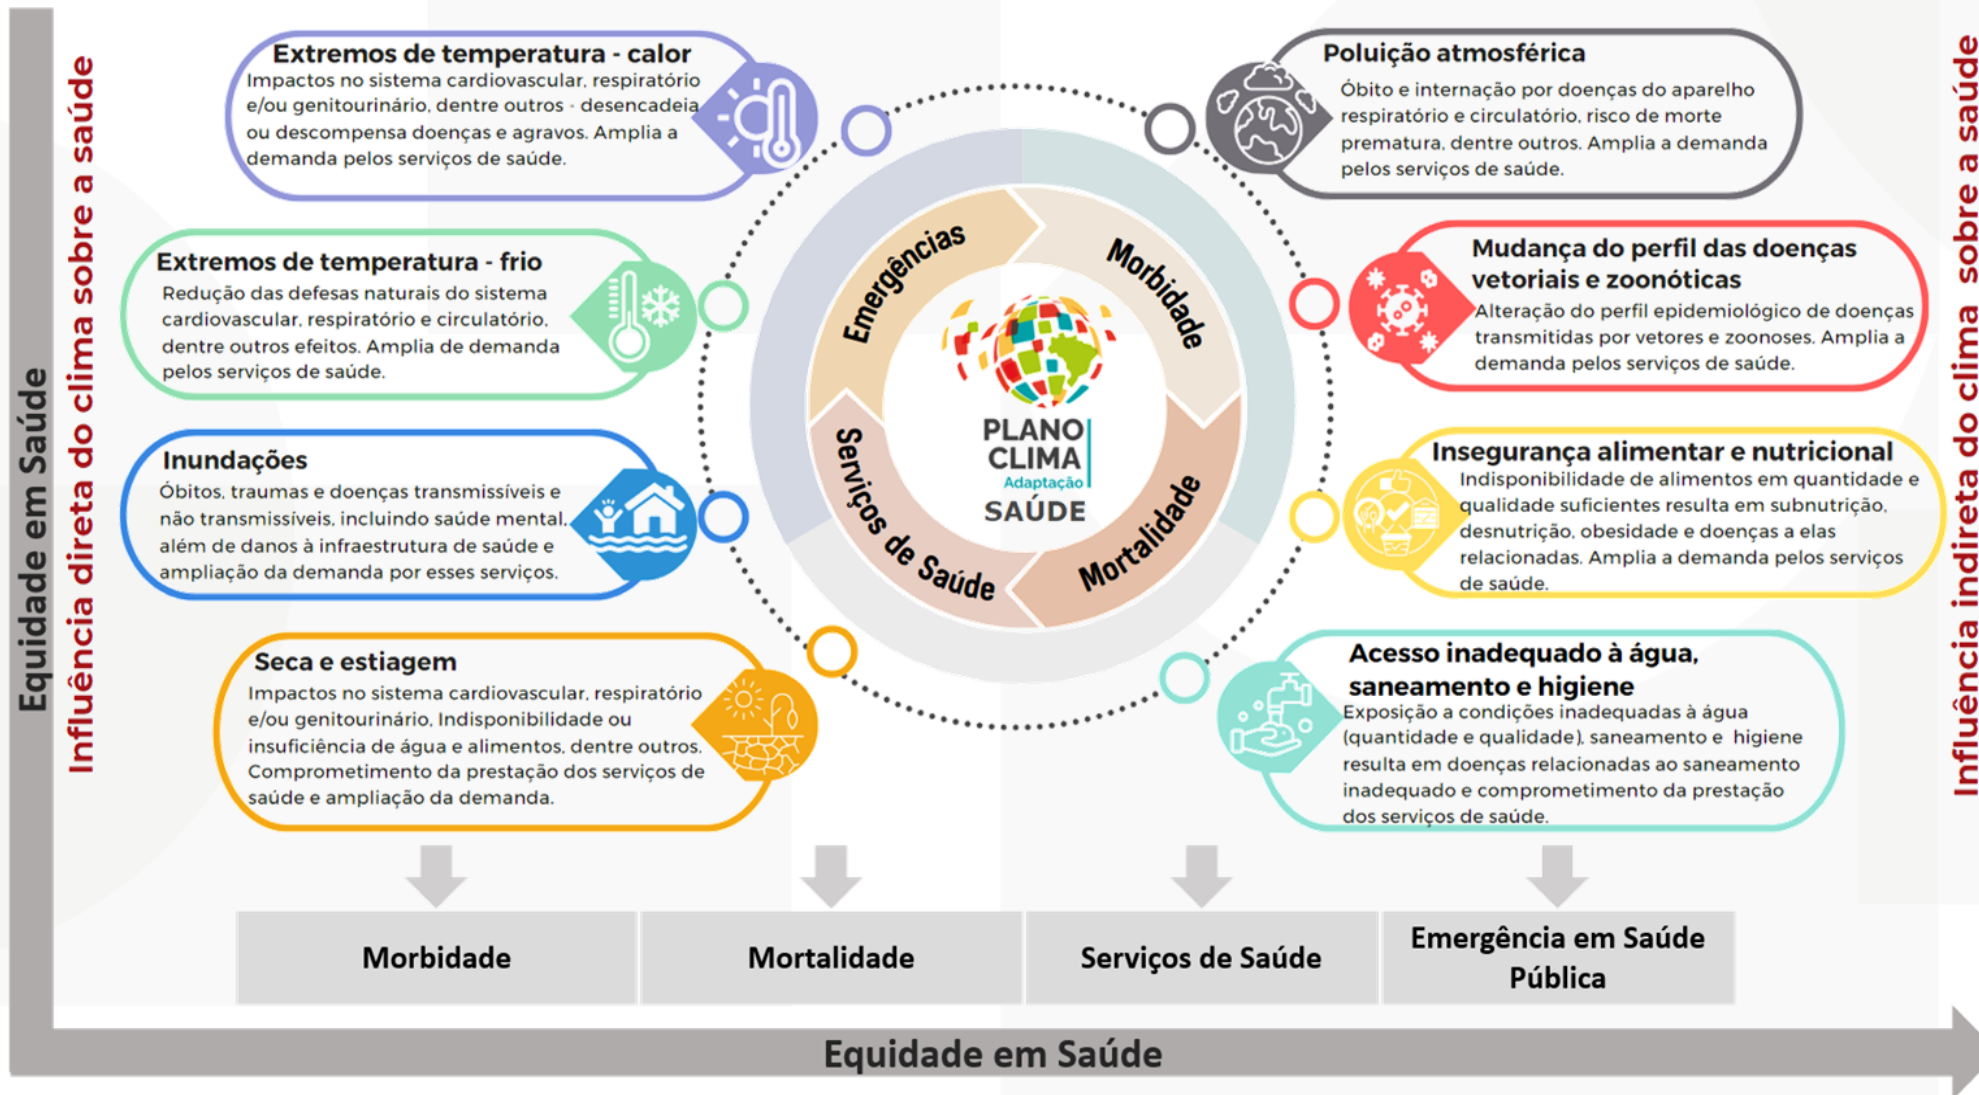 Equidade em Saúde
Influência direta do clima sobre a saúde
Extremos de temperatura - calor
Impactos no sistema cardiovascular, respiratório
e/ou genitourinário, dentre outros - desencadeia
ou descompensa doenças e agravos. Amplia a
demanda pelos serviços de saúde.
Extremos de temperatura - frio
Redução das defesas naturais do sistema
cardiovascular, respiratório e circulatório,
dentre outros efeitos. Amplia de demanda
pelos serviços de saúde.
Inundações
Óbitos, traumas e doenças transmissíveis e
não transmissíveis, incluindo saúde mental,
além de danos à infraestrutura de saúde e
ampliação da demanda por esses serviços.
Seca e estiagem
Impactos no sistema cardiovascular, respiratório
e/ou genitourinário, Indisponibilidade ou
insuficiência de água e alimentos, dentre outros.
Comprometimento da prestação dos serviços de
saúde e ampliação da demanda.
Emergências
Morbidade
Mortalidade
Serviços de Saúde
PLANO
CLIMA
Adaptação
SAÚDE
Poluição atmosférica
Óbito e internação por doenças do aparelho
respiratório e circulatório, risco de morte
prematura, dentre outros. Amplia a demanda
pelos serviços de saúde.
Mudança do perfil das doenças
vetoriais e zoonóticas
Alteração do perfil epidemiológico de doenças
transmitidas por vetores e zoonoses. Amplia a
demanda pelos serviços de saúde.
Insegurança alimentar e nutricional
Indisponibilidade de alimentos em quantidade e
qualidade suficientes resulta em subnutrição,
desnutrição, obesidade e doenças a elas
relacionadas. Amplia a demanda pelos serviços
de saúde.
Acesso inadequado à água,
saneamento e higiene
Exposição a condições inadequadas à água
(quantidade e qualidade), saneamento e higiene
resulta em doenças relacionadas ao saneamento
inadequado e comprometimento da prestação
dos serviços de saúde.
Influência indireta do clima sobre a saúde
Morbidade
Mortalidade
Serviços de Saúde
Emergência em Saúde
Pública
Equidade em Saúde